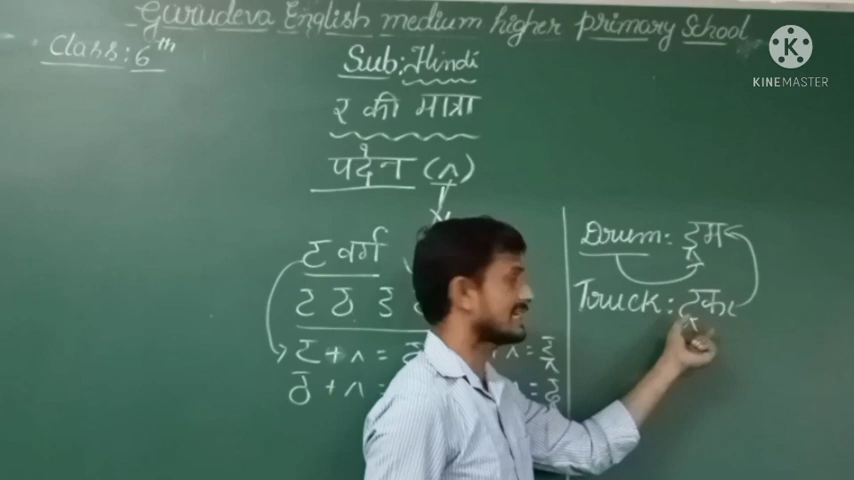 Gurudeva English medium higher primary School
Class: 6th
Sub: Hindi
र की मात्रा
पदेन (^)
ट वर्ग
ट ठ ड
ट + ^ =
^ = ट्र
ठ + ^ =
Drum: ड्रम
Truck: ट्रक
KINEMASTER